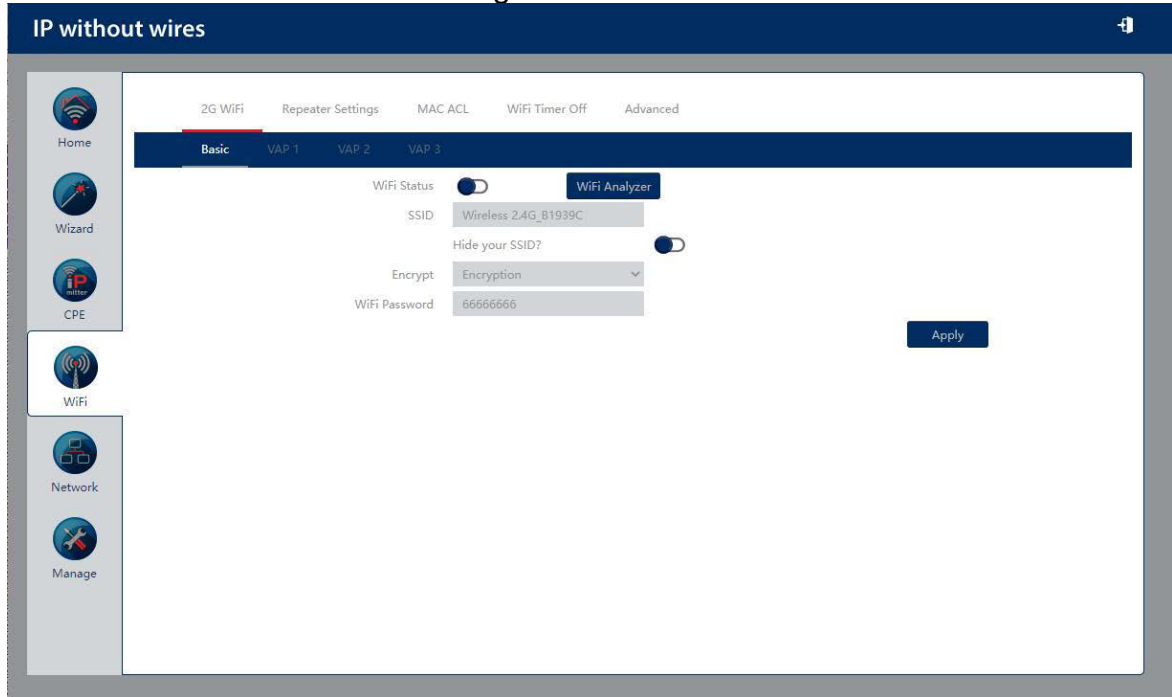 IP without wires
2G WiFi Repeater Settings MAC ACL WiFi Timer Off Advanced
Basic VAP 1 VAP 2 VAP 3
Home
Wizard
iP
mitter
CPE
WiFi
Network
Manage
WiFi Status WiFi Analyzer
SSID Wireless 2.4G_B1939C
Hide your SSID?
Encrypt Encryption
WiFi Password 66666666
Apply